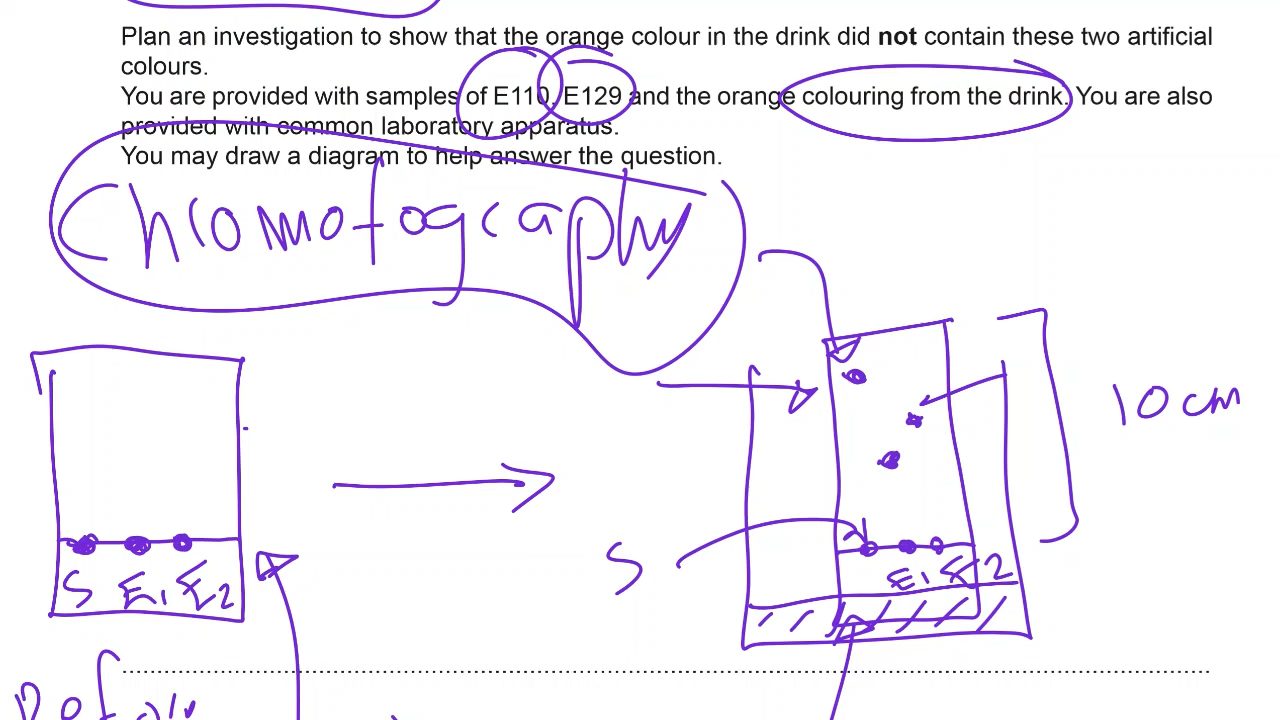 Plan an investigation to show that the orange colour in the drink did not contain these two artificial
colours.
You are provided with samples of E110, E129 and the orange colouring from the drink. You are also
provided with common laboratory apparatus.
You may draw a diagram to help answer the question.
Chromotography
10 cm
S
S E1 E2
E1 E2